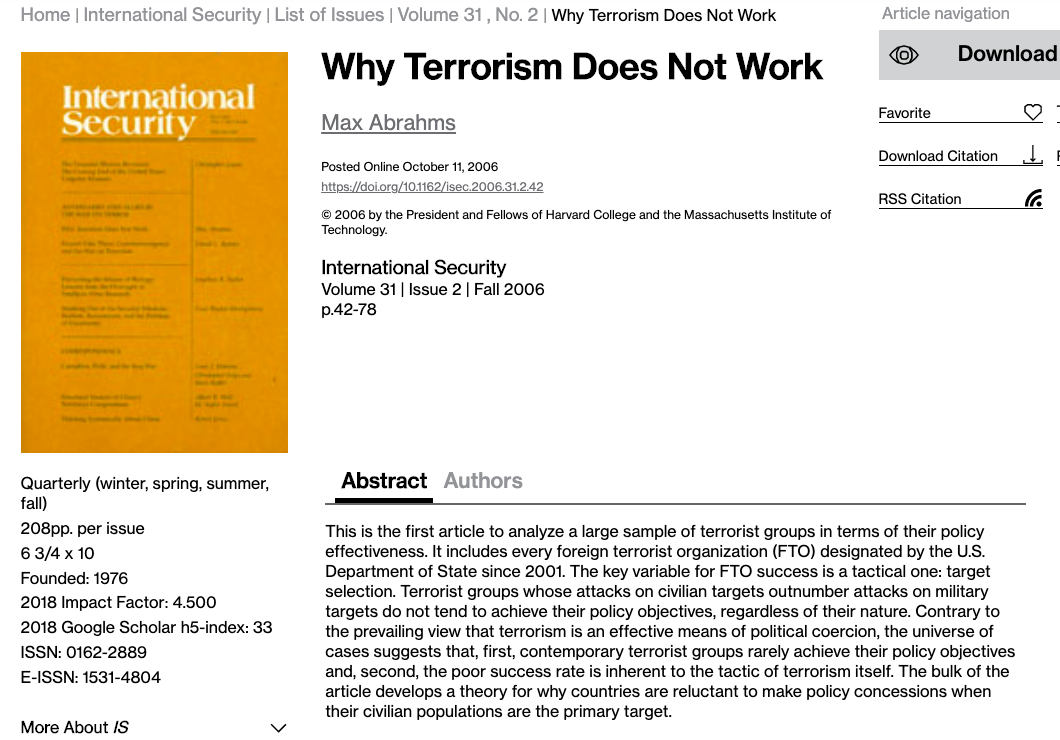 Home | International Security | List of Issues | Volume 31 , No. 2 | Why Terrorism Does Not Work
International
Security
Quarterly (winter, spring, summer,
fall)
208pp. per issue
6 3/4 x 10
Founded: 1976
2018 Impact Factor: 4.500
2018 Google Scholar h5-index: 33
ISSN: 0162-2889
E-ISSN: 1531-4804
More About IS
Why Terrorism Does Not Work
Max Abrahms
Posted Online October 11, 2006
https://doi.org/10.1162/isec.2006.31.2.42
© 2006 by the President and Fellows of Harvard College and the Massachusetts Institute of
Technology.
International Security
Volume 31 | Issue 2 | Fall 2006
p.42-78
Abstract Authors
This is the first article to analyze a large sample of terrorist groups in terms of their policy
effectiveness. It includes every foreign terrorist organization (FTO) designated by the U.S.
Department of State since 2001. The key variable for FTO success is a tactical one: target
selection. Terrorist groups whose attacks on civilian targets outnumber attacks on military
targets do not tend to achieve their policy objectives, regardless of their nature. Contrary to
the prevailing view that terrorism is an effective means of political coercion, the universe of
cases suggests that, first, contemporary terrorist groups rarely achieve their policy objectives
and, second, the poor success rate is inherent to the tactic of terrorism itself. The bulk of the
article develops a theory for why countries are reluctant to make policy concessions when
their civilian populations are the primary target.
Article navigation
Download
Favorite
Download Citation
RSS Citation